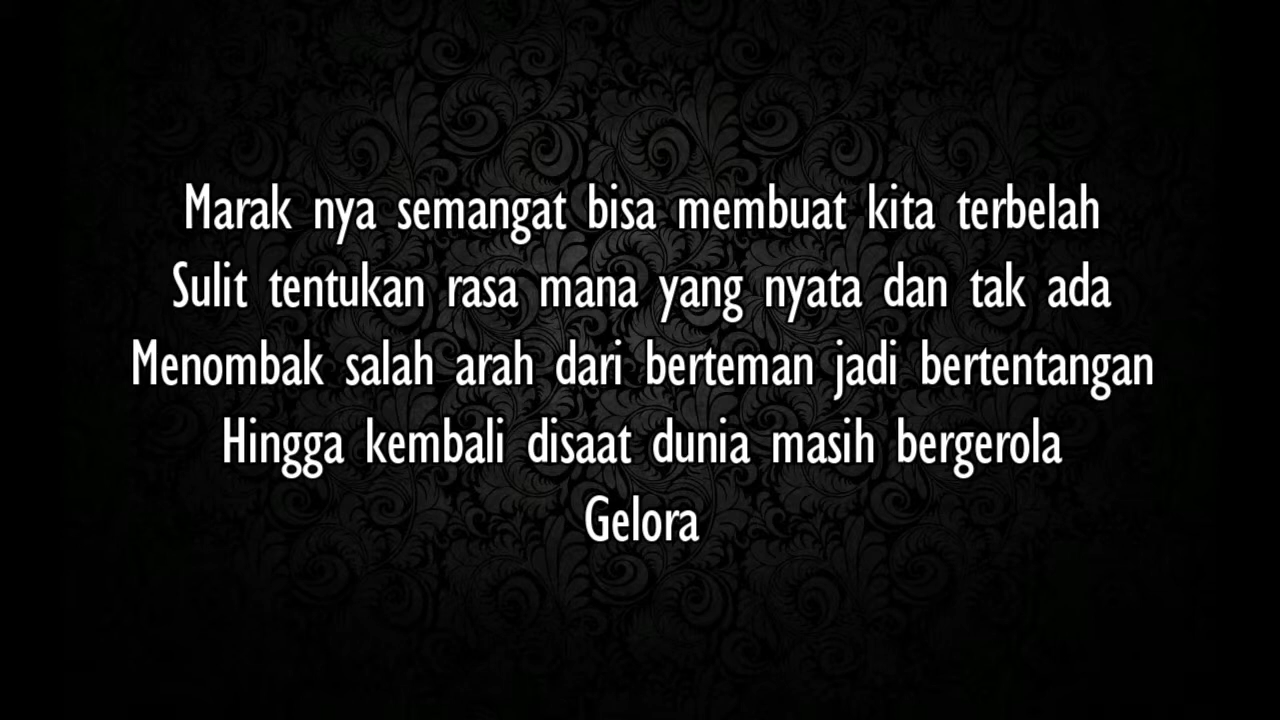 Marak nya semangat bisa membuat kita terbelah
Sulit tentukan rasa mana yang nyata dan tak ada
Menombak salah arah dari berteman jadi bertentangan
Hingga kembali disaat dunia masih bergerola
Gelora